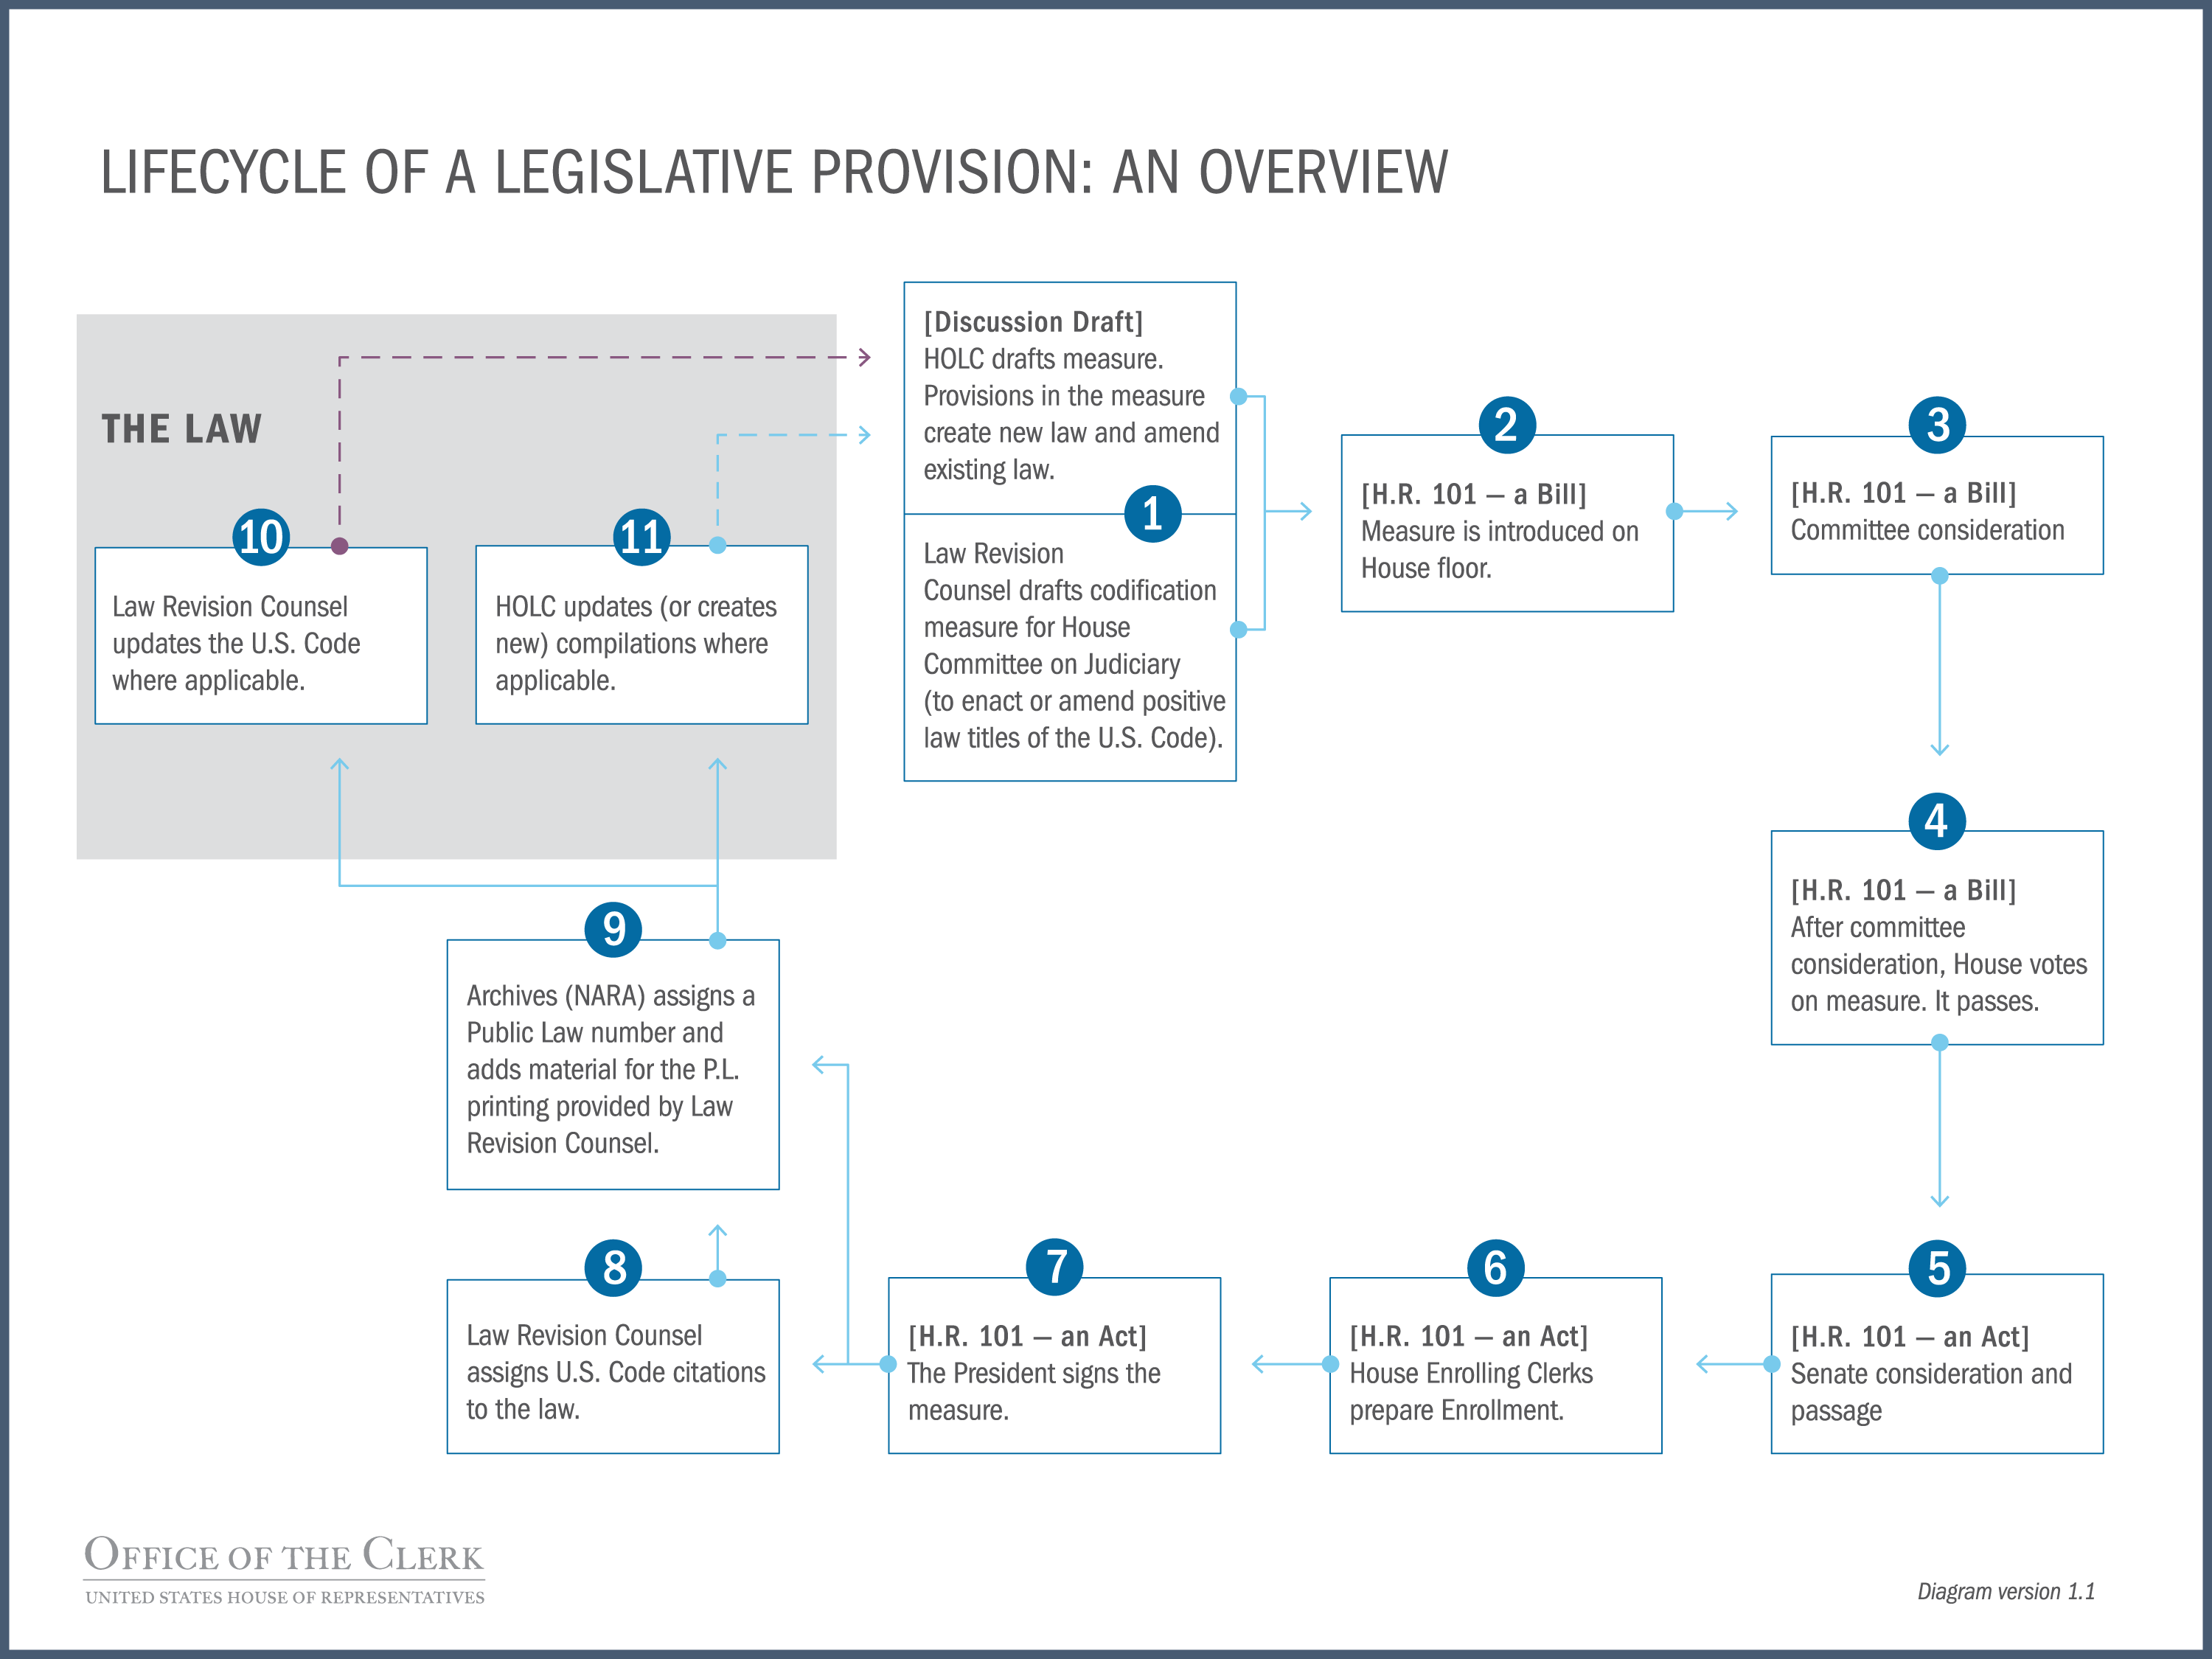 LIFECYCLE OF A LEGISLATIVE PROVISION: AN OVERVIEW
THE LAW
[Discussion Draft]
HOLC drafts measure.
Provisions in the measure
create new law and amend
existing law.
1
Law Revision
Counsel drafts codification
measure for House
Committee on Judiciary
(to enact or amend positive
law titles of the U.S. Code).
2
[H.R. 101 – a Bill]
Measure is introduced on
House floor.
3
[H.R. 101 – a Bill]
Committee consideration
4
[H.R. 101 – a Bill]
After committee
consideration, House votes
on measure. It passes.
5
[H.R. 101 – an Act]
Senate consideration and
passage
6
[H.R. 101 – an Act]
House Enrolling Clerks
prepare Enrollment.
7
[H.R. 101 – an Act]
The President signs the
measure.
8
Law Revision Counsel
assigns U.S. Code citations
to the law.
9
Archives (NARA) assigns a
Public Law number and
adds material for the P.L.
printing provided by Law
Revision Counsel.
10
Law Revision Counsel
updates the U.S. Code
where applicable.
11
HOLC updates (or creates
new) compilations where
applicable.
OFFICE OF THE CLERK
UNITED STATES HOUSE OF REPRESENTATIVES
Diagram version 1.1